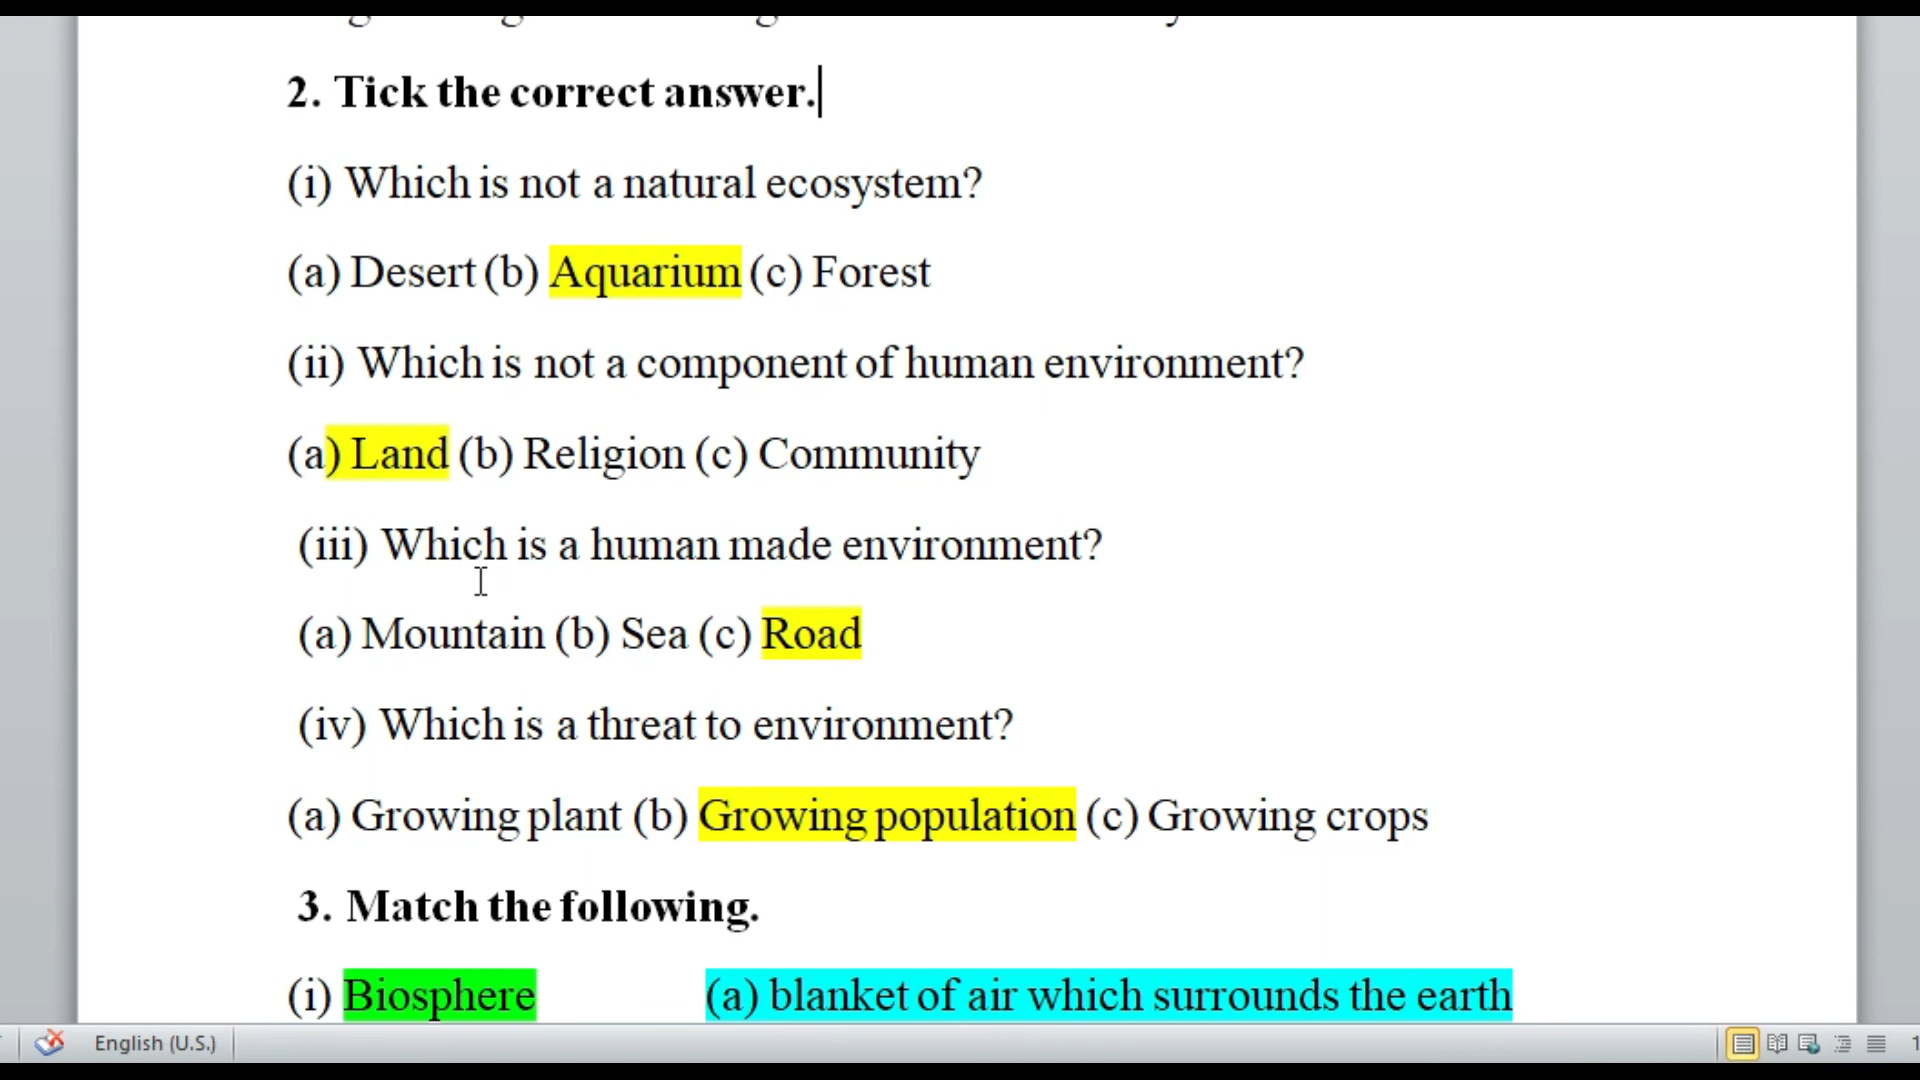 2. Tick the correct answer.
(i) Which is not a natural ecosystem?
(a) Desert (b) Aquarium (c) Forest
(ii) Which is not a component of human environment?
(a) Land (b) Religion (c) Community
(iii) Which is a human made environment?
(a) Mountain (b) Sea (c) Road
(iv) Which is a threat to environment?
(a) Growing plant (b) Growing population (c) Growing crops
3. Match the following.
(i) Biosphere (a) blanket of air which surrounds the earth
English (U.S.)